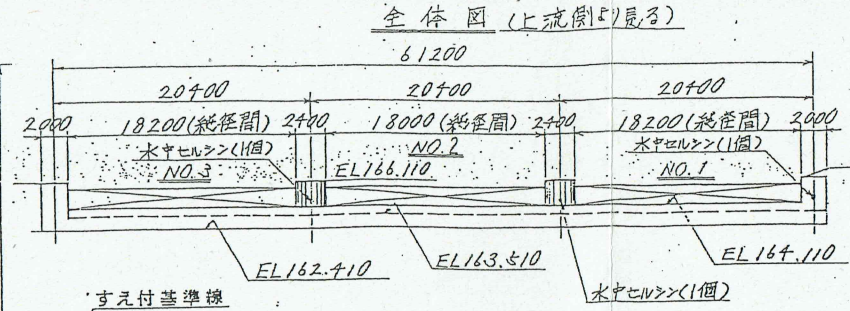 全体図 (上流側より見る)
61200
20400 20400 20400
2000 18200(純径間) 2400 18000(純径間) 2400 18200(純径間) 2000
水中セルシン(1個) NO.2 水中セルシン(1個)
NO.3 EL166.110 NO.1
EL162.410 EL163.510 EL164.110
水中セルシン(1個)
すえ付基準線